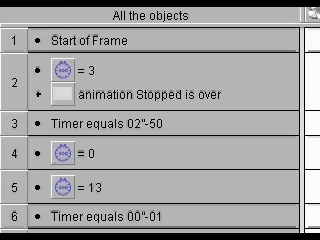 All the objects
1 • Start of Frame
2 • = 3
+ animation Stopped is over
3 • Timer equals 02"-50
4 • = 0
5 • = 13
6 • Timer equals 00"-01